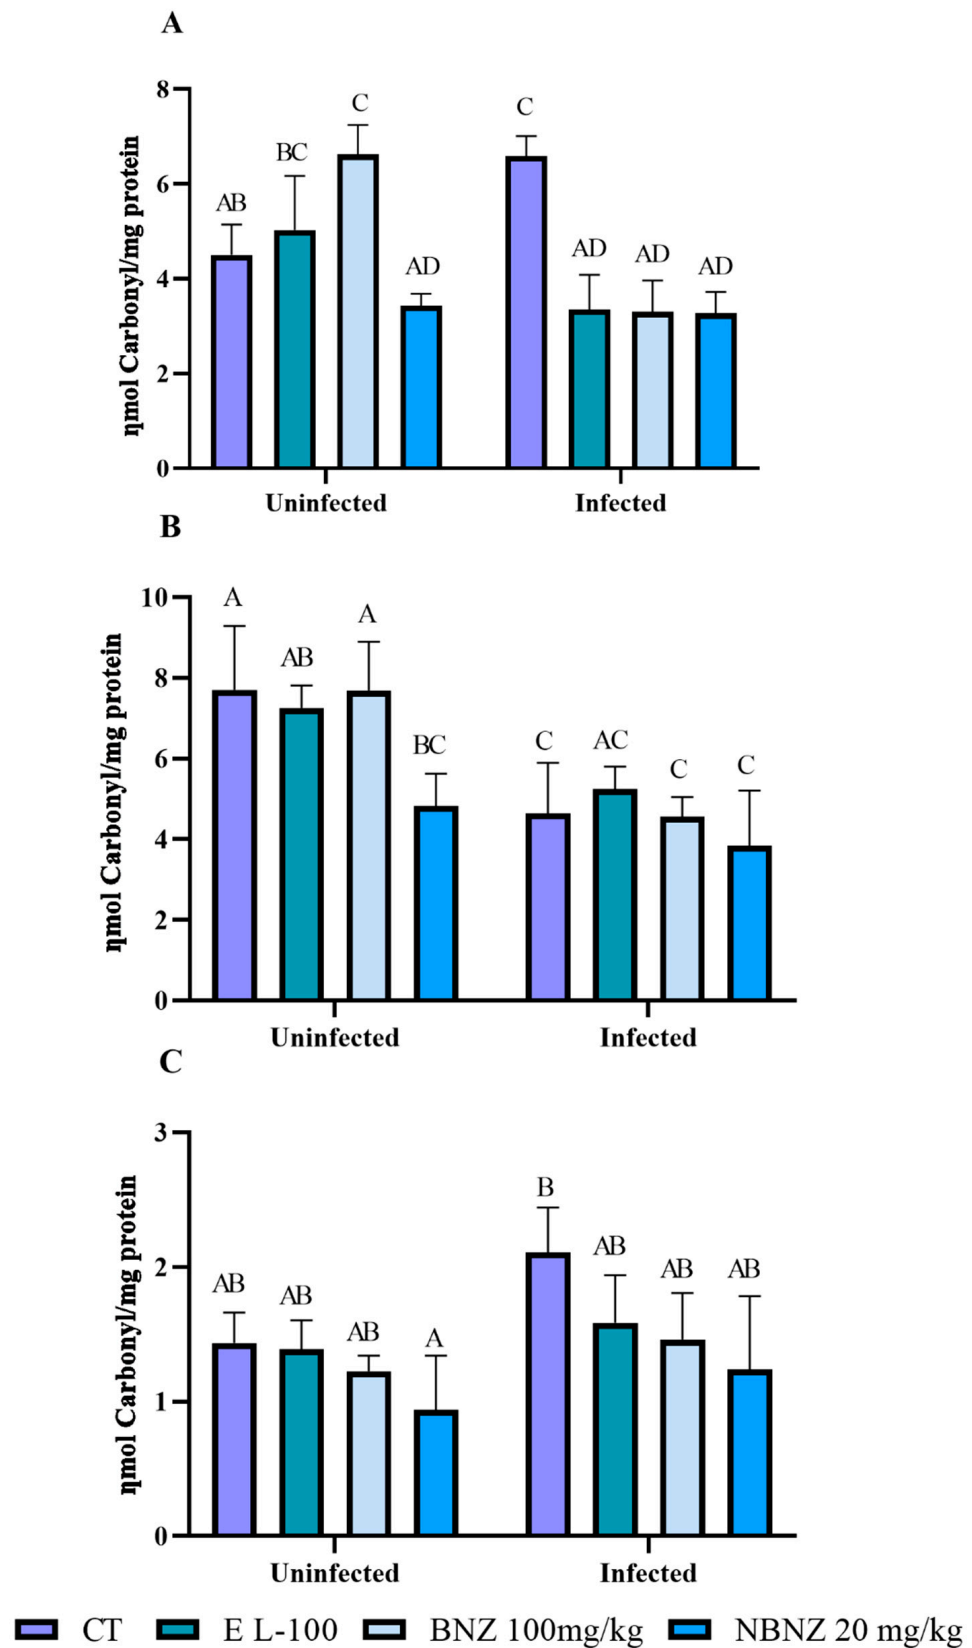 A
ηmol Carbonyl/mg protein
8
6
4
2
0
AB
BC
C
AD
C
AD
AD
AD
Uninfected
Infected
B
ηmol Carbonyl/mg protein
10
8
6
4
2
0
A
AB
A
BC
C
AC
C
C
Uninfected
Infected
C
ηmol Carbonyl/mg protein
3
2
1
0
AB
AB
AB
A
B
AB
AB
AB
Uninfected
Infected
CT E L-100 BNZ 100mg/kg NBNZ 20 mg/kg